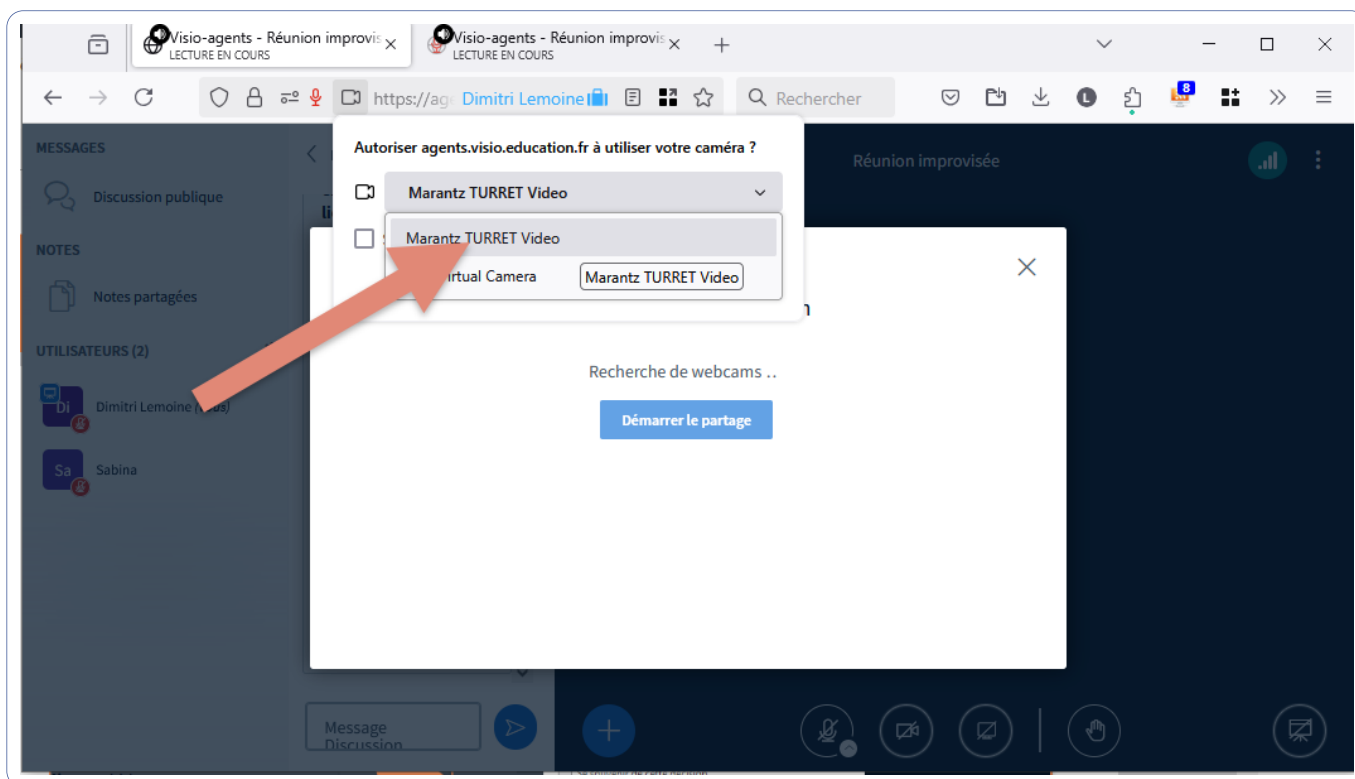 Visio-agents - Réunion improvis
LECTURE EN COURS
Visio-agents - Réunion improvis
LECTURE EN COURS
https://ag Dimitri Lemoine
Rechercher
L
8
MESSAGES
Discussion publique
NOTES
Notes partagées
UTILISATEURS (2)
Di
Dimitri Lemoine
Sa
Sabina
Autoriser agents.visio.education.fr à utiliser votre caméra ?
Marantz TURRET Video
Marantz TURRET Video
Camera
Marantz TURRET Video
Réunion improvisée
Recherche de webcams ..
Démarrer le partage
Message
Discussion